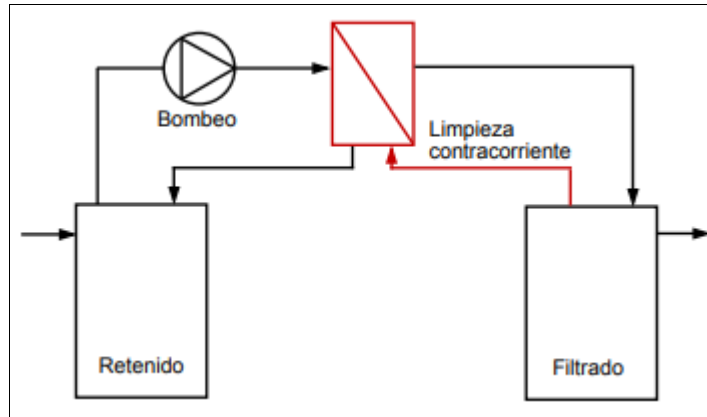 Bombeo
Limpieza
contracorriente
Retenido
Filtrado